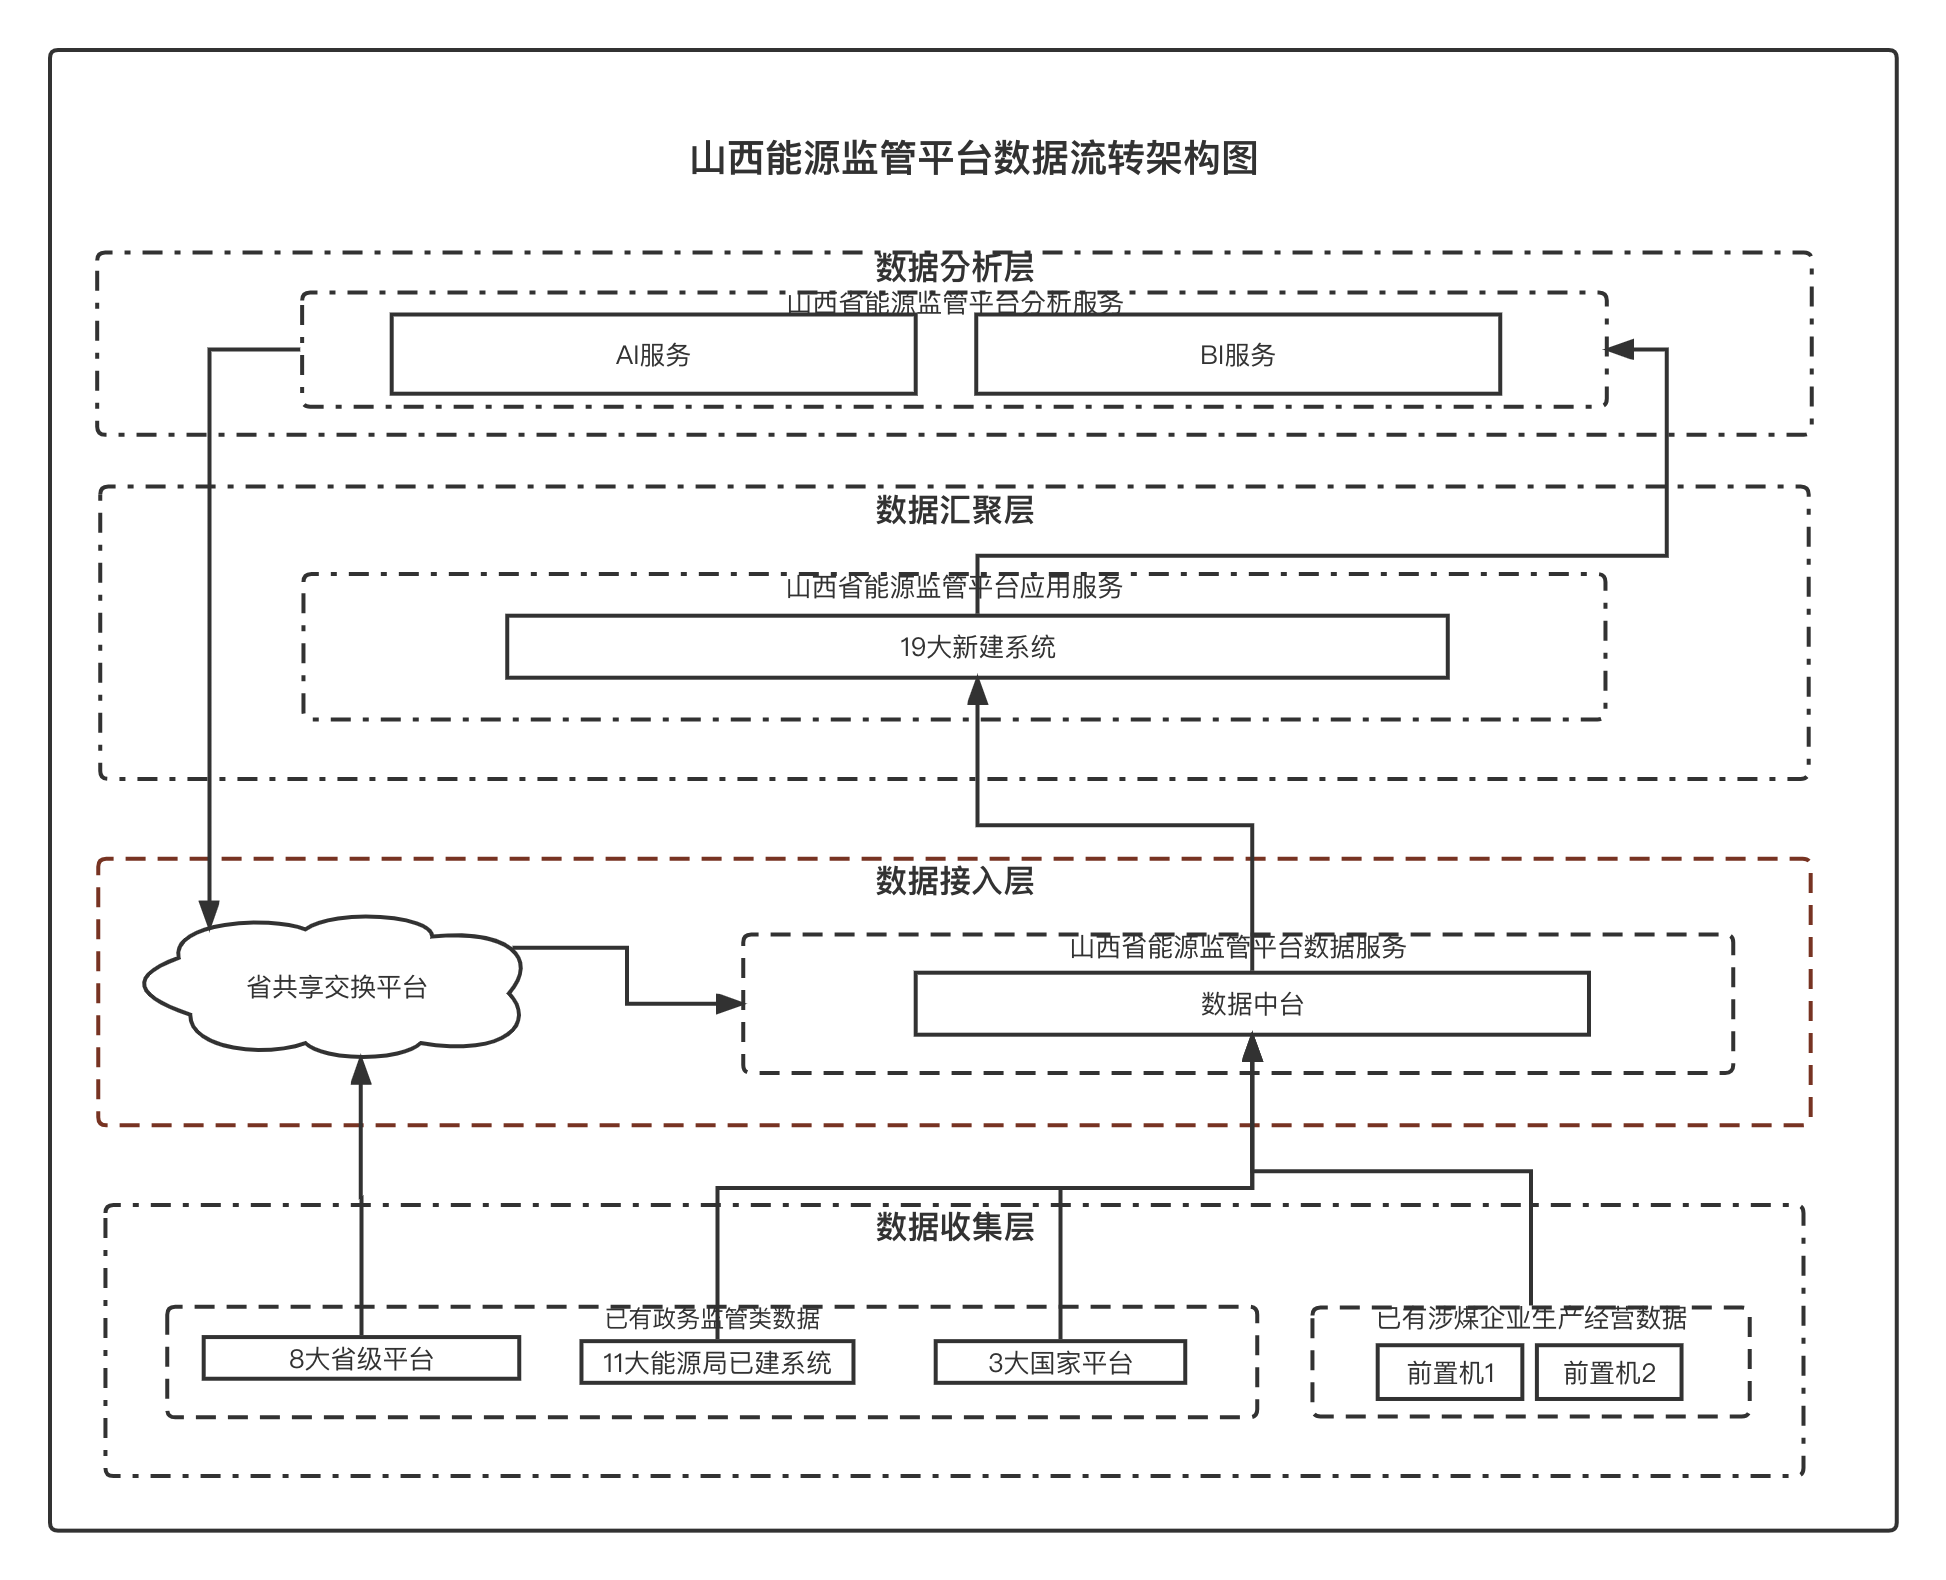 山西能源监管平台数据流转架构图
数据分析层
山西省能源监管平台分析服务
AI服务
BI服务
数据汇聚层
山西省能源监管平台应用服务
19大新建系统
数据接入层
山西省能源监管平台数据服务
省共享交换平台
数据中台
数据收集层
已有政务监管类数据
已有涉煤企业生产经营数据
8大省级平台
11大能源局已建系统
3大国家平台
前置机1
前置机2